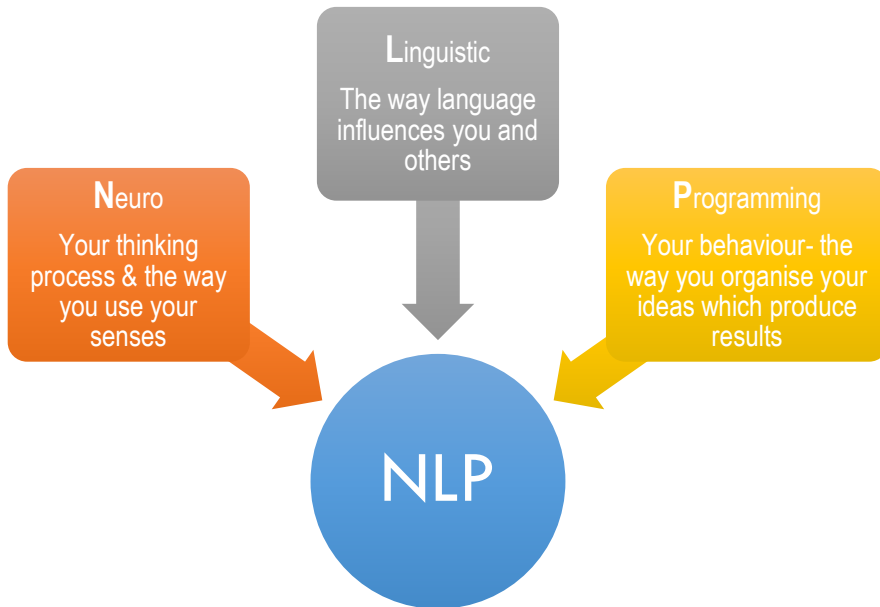 Linguistic
The way language
influences you and
others
Neuro
Your thinking
process & the way
you use your
senses
Programming
Your behaviour- the
way you organise your
ideas which produce
results
NLP